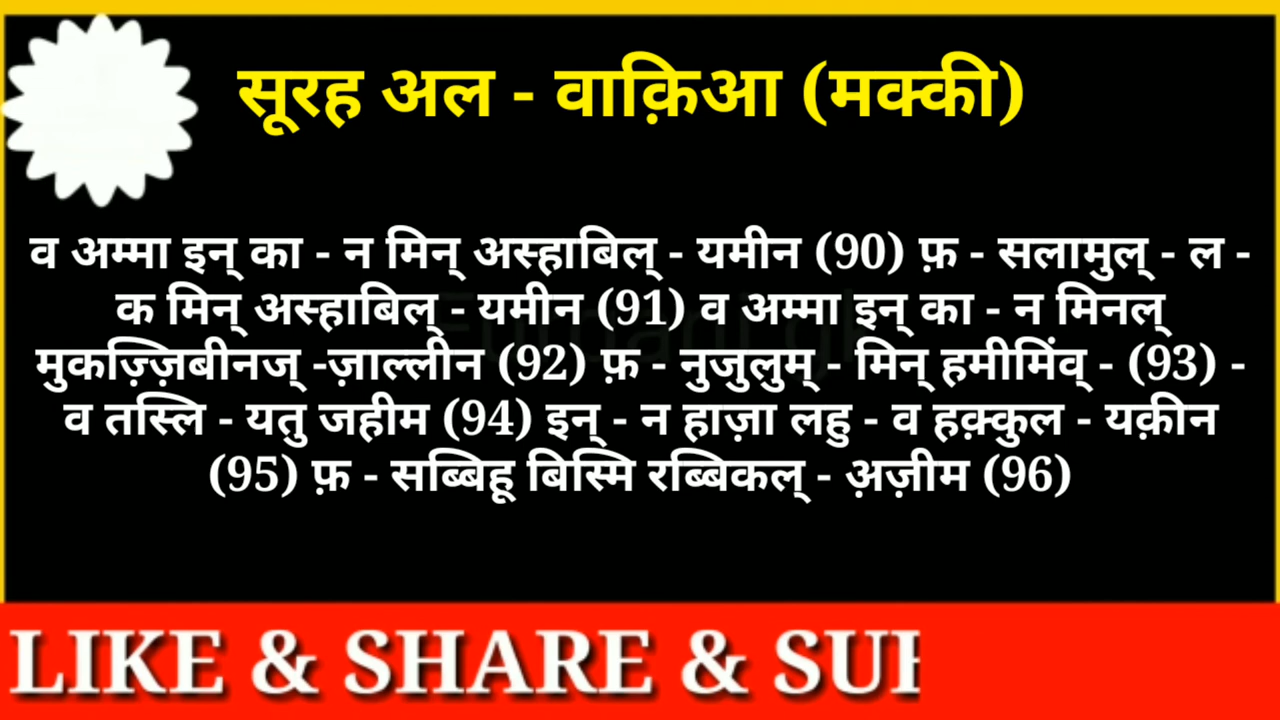 सूरह अल - वाक़िआ (मक्की)
व अम्मा इन् का - न मिन् अस्हाबिल् - यमीन (90) फ़ - सलामुल् - ल -
क मिन् अस्हाबिल् - यमीन (91) व अम्मा इन् का - न मिनल्
मुकज़्ज़िबीनज् -ज़ाल्लीन (92) फ़ - नुजुलुम् - मिन् हमीमिंव् - (93) -
व तस्लि - यतु जहीम (94) इन् - न हाज़ा लहु - व हक़्कुल - यक़ीन
(95) फ़ - सब्बिहू बिस्मि रब्बिकल् - अ़ज़ीम (96)
LIKE & SHARE & SU